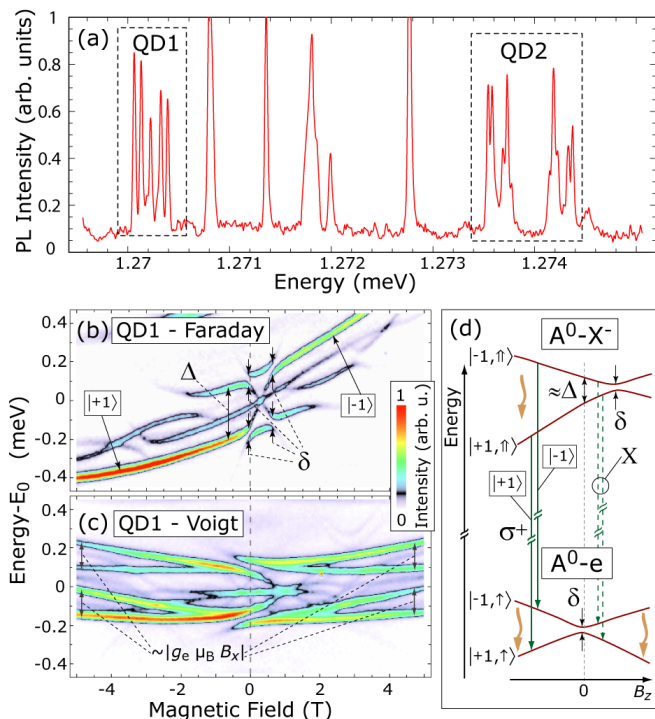 (a)
QD1
QD2
PL Intensity (arb. units)
1
0.8
0.6
0.4
0.2
0
1.27
1.271
1.272
1.273
1.274
Energy (meV)
(b) QD1 - Faraday
0.4
0.2
0
-0.2
-0.4
Δ
|+1⟩
|-1⟩
δ
1
0
Intensity (arb. u.)
Energy-E₀ (meV)
(c) QD1 - Voigt
0.4
0.2
0
-0.2
-0.4
~|gₑ μ_B Bₓ|
-4
-2
0
2
4
Magnetic Field (T)
(d)
A⁰-X⁻
|-1,⇑⟩
≈Δ
δ
|+1,⇑⟩
Energy
|+1⟩
|-1⟩
X
σ⁺
A⁰-e
|-1,↑⟩
δ
|+1,↑⟩
0
B_z